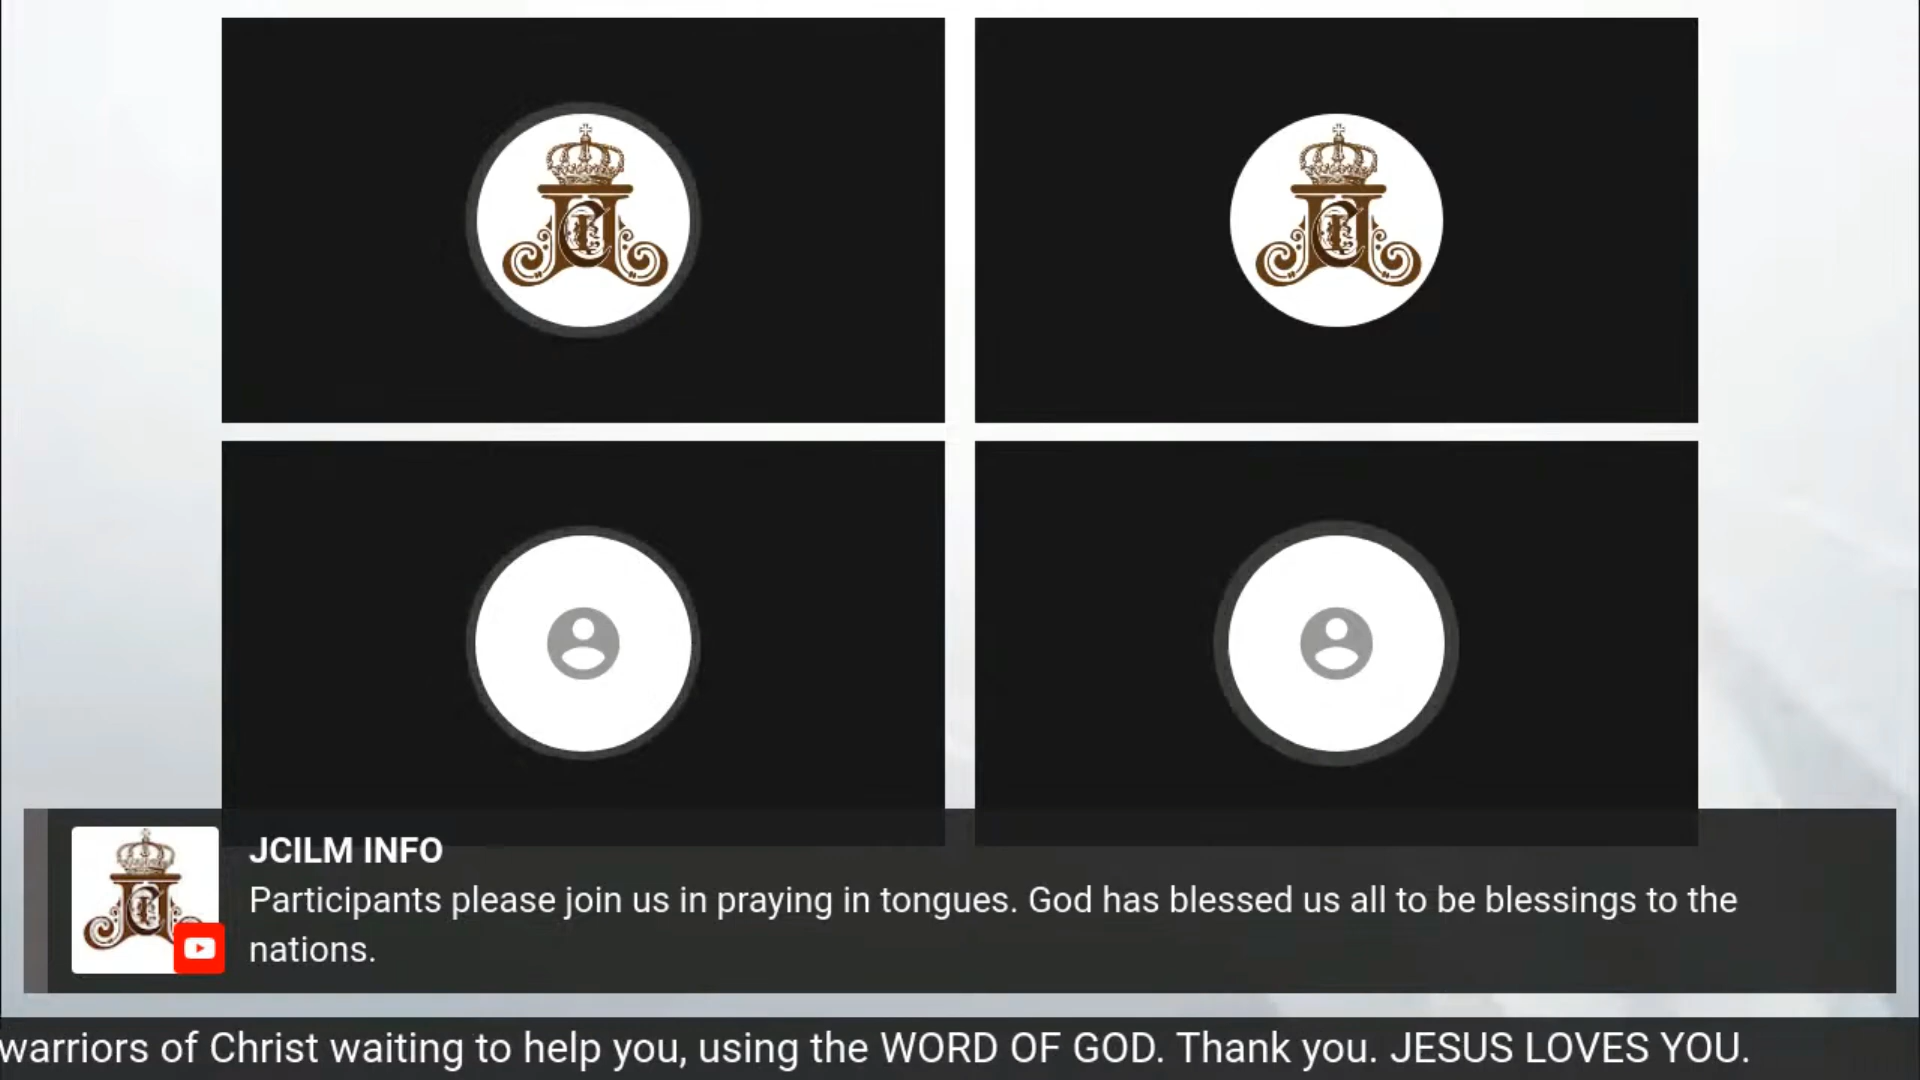 JCILM INFO
Participants please join us in praying in tongues. God has blessed us all to be blessings to the
nations.
warriors of Christ waiting to help you, using the WORD OF GOD. Thank you. JESUS LOVES YOU.